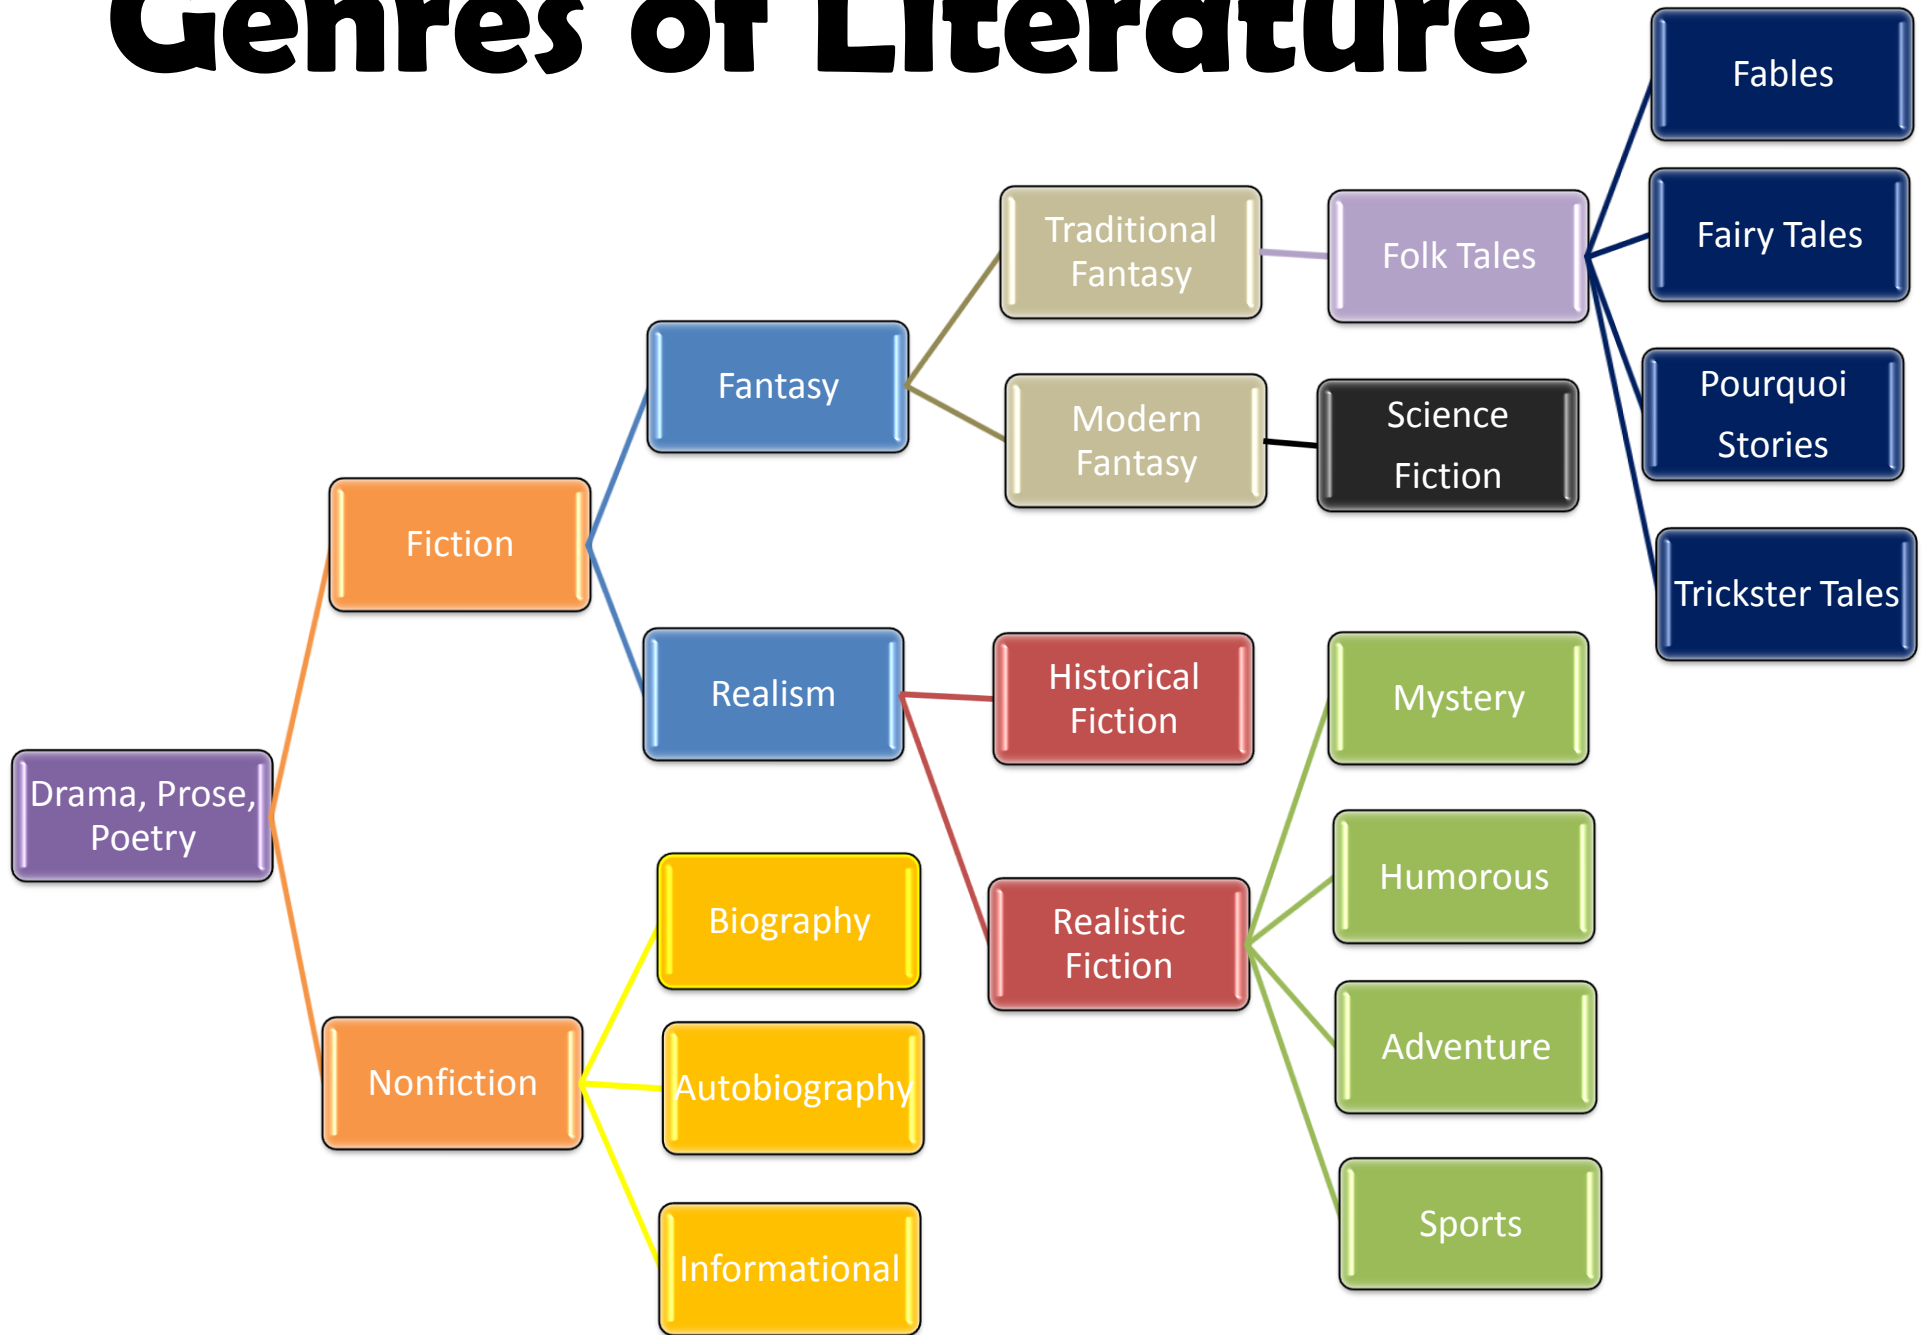 Genres of Literature
Fables
Fairy Tales
Pourquoi
Stories
Trickster Tales
Traditional
Fantasy
Folk Tales
Fantasy
Modern
Fantasy
Science
Fiction
Fiction
Realism
Historical
Fiction
Mystery
Drama, Prose,
Poetry
Humorous
Biography
Realistic
Fiction
Adventure
Nonfiction
Autobiography
Sports
Informational